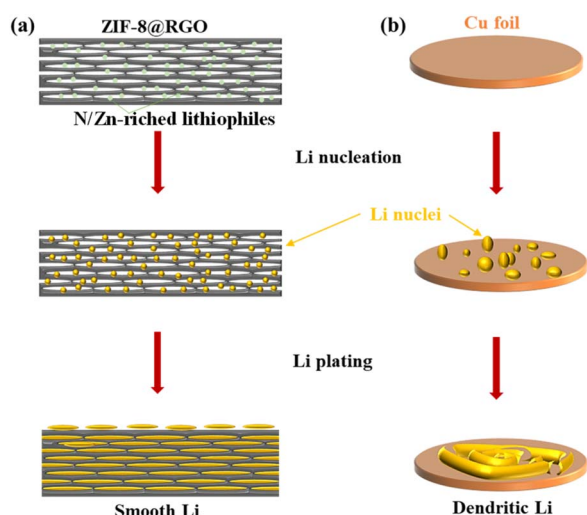 (a)
ZIF-8@RGO
N/Zn-riched lithiophiles
(b)
Cu foil
Li nucleation
Li nuclei
Li plating
Smooth Li
Dendritic Li